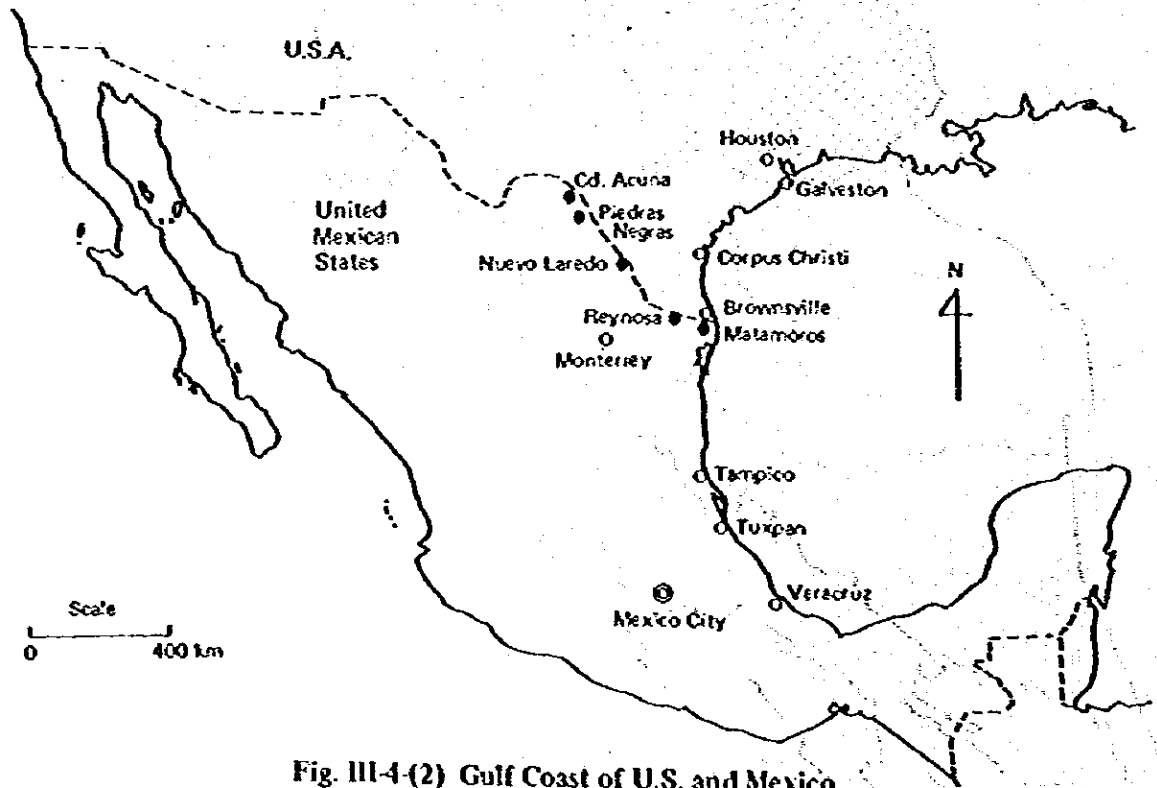 U.S.A.
Houston
Galveston
Cd. Acuna
Piedras
Negras
United
Mexican
States
Nuevo Laredo
Corpus Christi
N
Brownsville
Reynosa
Matamoros
Monterrey
Tampico
Tuxpan
Veracruz
Mexico City
Scale
0
400 km
Fig. III-4-(2) Gulf Coast of U.S. and Mexico